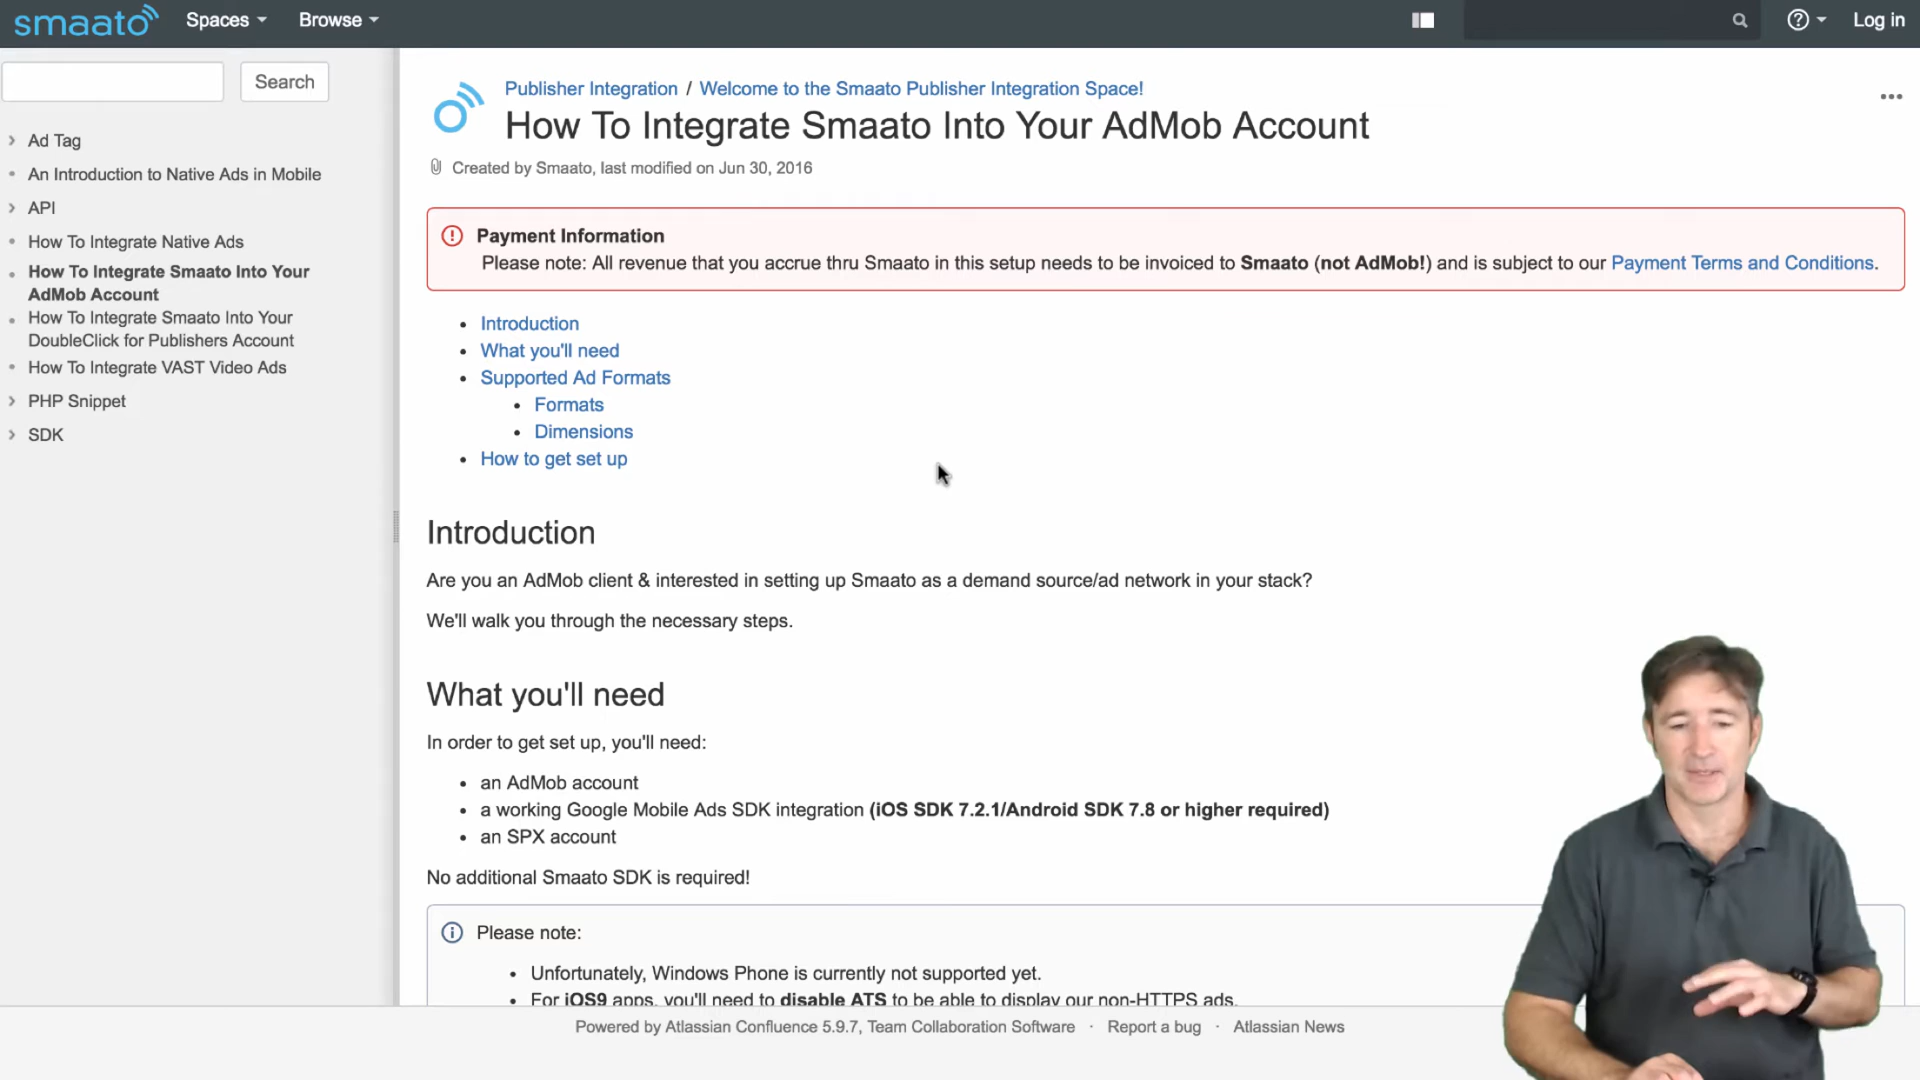 smaato Spaces Browse Log in
Search
Ad Tag
An Introduction to Native Ads in Mobile
API
How To Integrate Native Ads
How To Integrate Smaato Into Your
AdMob Account
How To Integrate Smaato Into Your
DoubleClick for Publishers Account
How To Integrate VAST Video Ads
PHP Snippet
SDK
Publisher Integration / Welcome to the Smaato Publisher Integration Space!
How To Integrate Smaato Into Your AdMob Account
Created by Smaato, last modified on Jun 30, 2016
Payment Information
Please note: All revenue that you accrue thru Smaato in this setup needs to be invoiced to Smaato (not AdMob!) and is subject to our Payment Terms and Conditions.
• Introduction
• What you'll need
• Supported Ad Formats
• Formats
• Dimensions
• How to get set up
Introduction
Are you an AdMob client & interested in setting up Smaato as a demand source/ad network in your stack?
We'll walk you through the necessary steps.
What you'll need
In order to get set up, you'll need:
• an AdMob account
• a working Google Mobile Ads SDK integration (iOS SDK 7.2.1/Android SDK 7.8 or higher required)
• an SPX account
No additional Smaato SDK is required!
Please note:
• Unfortunately, Windows Phone is currently not supported yet.
• For iOS9 apps, you'll need to disable ATS to be able to display our non-HTTPS ads.
Powered by Atlassian Confluence 5.9.7, Team Collaboration Software · Report a bug · Atlassian News